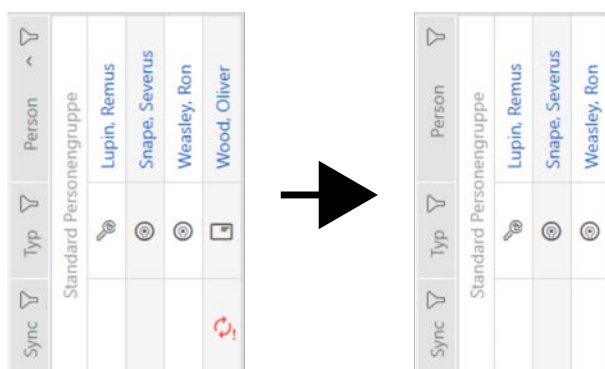 Sync Typ Person
Standard Personengruppe
Lupin, Remus
Snape, Severus
Weasley, Ron
Wood, Oliver
Sync Typ Person
Standard Personengruppe
Lupin, Remus
Snape, Severus
Weasley, Ron